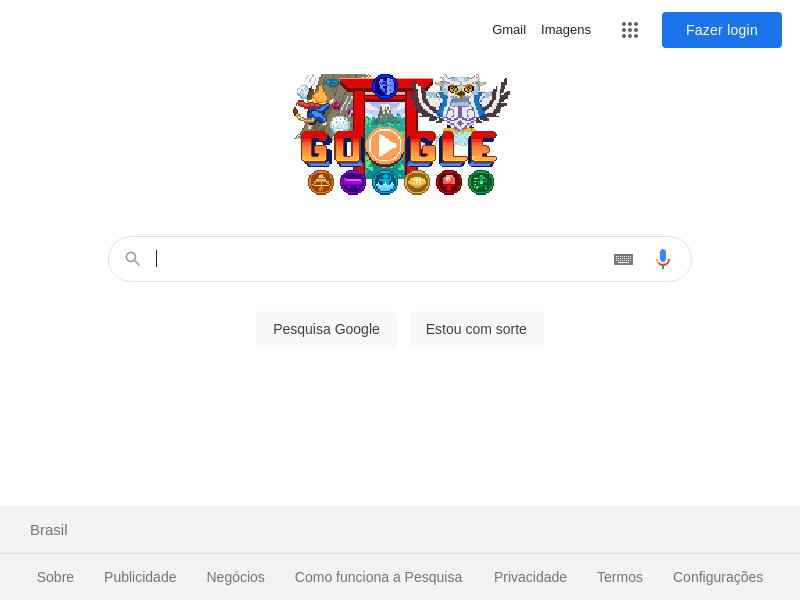 Gmail Imagens Fazer login
GOOGLE
Pesquisa Google Estou com sorte
Brasil
Sobre Publicidade Negócios Como funciona a Pesquisa Privacidade Termos Configurações